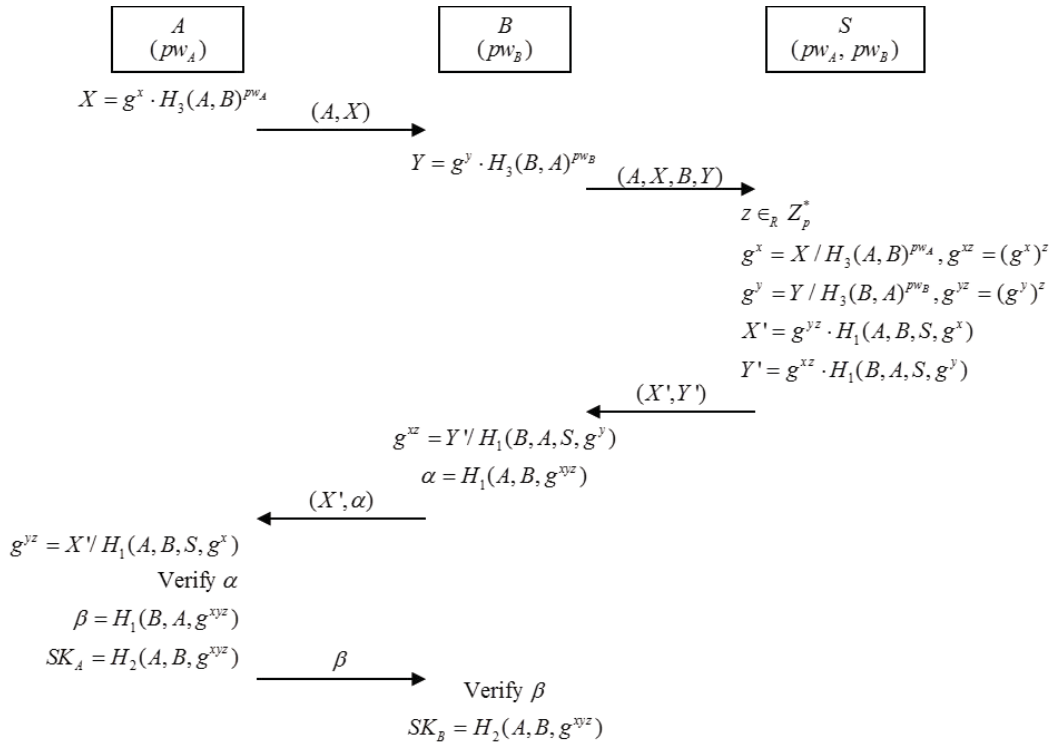 A
(pw_A)
B
(pw_B)
S
(pw_A, pw_B)
X = g^x · H_3(A, B)^{pw_A}
(A, X)
Y = g^y · H_3(B, A)^{pw_B}
(A, X, B, Y)
z ∈_R Z_p^*
g^x = X / H_3(A, B)^{pw_A}, g^{xz} = (g^x)^z
g^y = Y / H_3(B, A)^{pw_B}, g^{yz} = (g^y)^z
X' = g^{yz} · H_1(A, B, S, g^x)
Y' = g^{xz} · H_1(B, A, S, g^y)
(X', Y')
g^{xz} = Y'/ H_1(B, A, S, g^y)
α = H_1(A, B, g^{xyz})
(X', α)
g^{yz} = X'/ H_1(A, B, S, g^x)
Verify α
β = H_1(B, A, g^{xyz})
SK_A = H_2(A, B, g^{xyz})
β
Verify β
SK_B = H_2(A, B, g^{xyz})